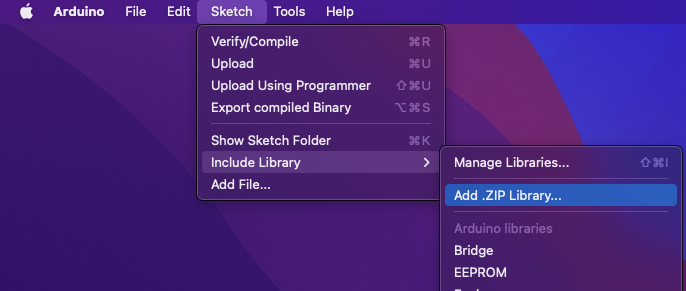 Arduino File Edit Sketch Tools Help
Verify/Compile ⌘R
Upload ⌘U
Upload Using Programmer ⇧⌘U
Export compiled Binary ⌥⌘S
Show Sketch Folder ⌘K
Include Library
Add File...
Manage Libraries... ⇧⌘I
Add .ZIP Library...
Arduino libraries
Bridge
EEPROM